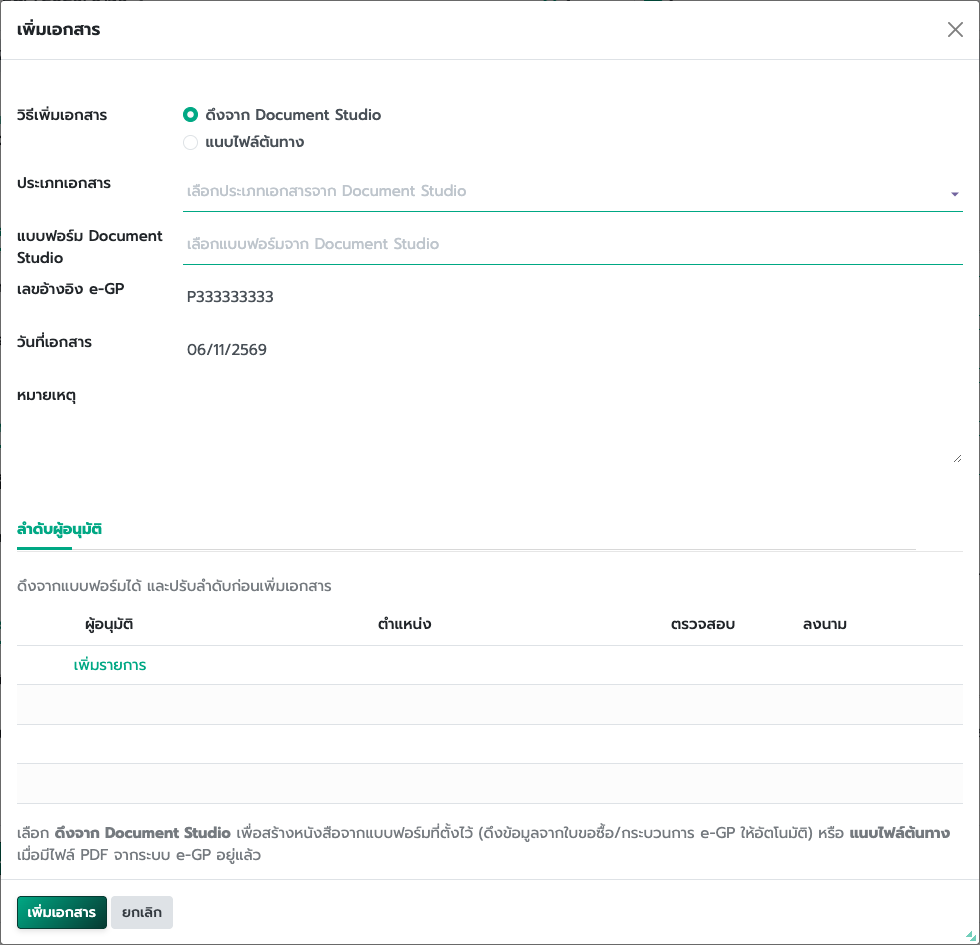 เพิ่มเอกสาร
วิธีเพิ่มเอกสาร
ดึงจาก Document Studio
แนบไฟล์ต้นทาง
ประเภทเอกสาร
เลือกประเภทเอกสารจาก Document Studio
แบบฟอร์ม Document
Studio
เลือกแบบฟอร์มจาก Document Studio
เลขอ้างอิง e-GP
P333333333
วันที่เอกสาร
06/11/2569
หมายเหตุ
ลำดับผู้อนุมัติ
ดึงจากแบบฟอร์มได้ และปรับลำดับก่อนเพิ่มเอกสาร
ผู้อนุมัติ ตำแหน่ง ตรวจสอบ ลงนาม
เพิ่มรายการ
เลือก ดึงจาก Document Studio เพื่อสร้างหนังสือจากแบบฟอร์มที่ตั้งไว้ (ดึงข้อมูลจากใบขอซื้อ/กระบวนการ e-GP ให้อัตโนมัติ) หรือ แนบไฟล์ต้นทาง
เมื่อมีไฟล์ PDF จากระบบ e-GP อยู่แล้ว
เพิ่มเอกสาร ยกเลิก